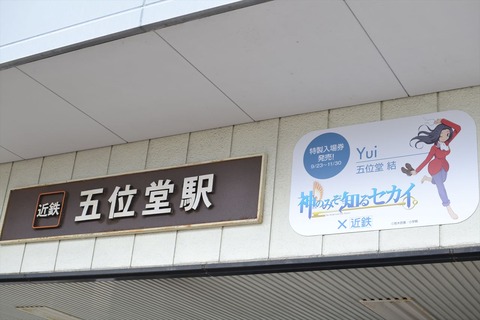 近鉄
五位堂駅
特製入場券
発売!
Yui
五位堂 結
神のみぞ知るセカイ
×近鉄